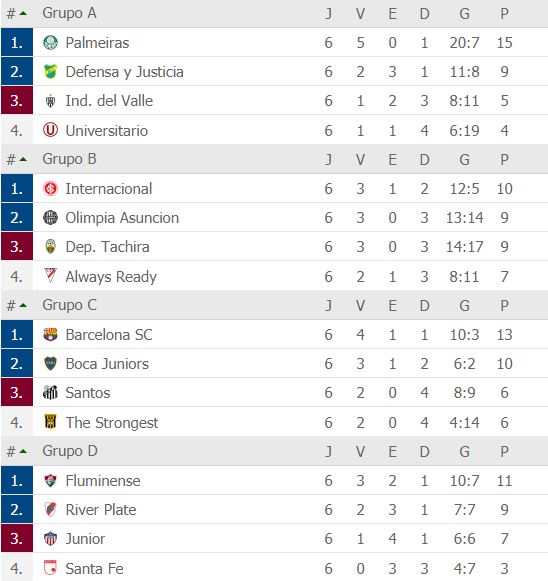 # Grupo A J V E D G P
1. Palmeiras 6 5 0 1 20:7 15
2. Defensa y Justicia 6 2 3 1 11:8 9
3. Ind. del Valle 6 1 2 3 8:11 5
4. Universitario 6 1 1 4 6:19 4
# Grupo B J V E D G P
1. Internacional 6 3 1 2 12:5 10
2. Olimpia Asuncion 6 3 0 3 13:14 9
3. Dep. Tachira 6 3 0 3 14:17 9
4. Always Ready 6 2 1 3 8:11 7
# Grupo C J V E D G P
1. Barcelona SC 6 4 1 1 10:3 13
2. Boca Juniors 6 3 1 2 6:2 10
3. Santos 6 2 0 4 8:9 6
4. The Strongest 6 2 0 4 4:14 6
# Grupo D J V E D G P
1. Fluminense 6 3 2 1 10:7 11
2. River Plate 6 2 3 1 7:7 9
3. Junior 6 1 4 1 6:6 7
4. Santa Fe 6 0 3 3 4:7 3